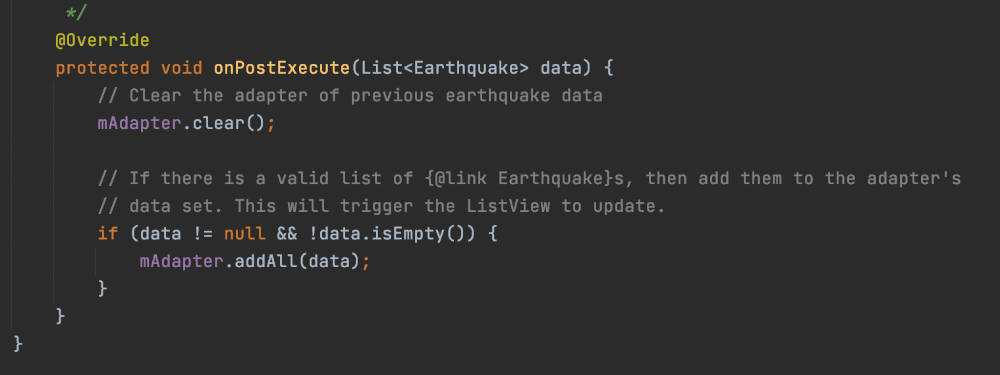 */
@Override
protected void onPostExecute(List<Earthquake> data) {
// Clear the adapter of previous earthquake data
mAdapter.clear();
// If there is a valid list of {@link Earthquake}s, then add them to the adapter's
// data set. This will trigger the ListView to update.
if (data != null && !data.isEmpty()) {
mAdapter.addAll(data);
}
}
}